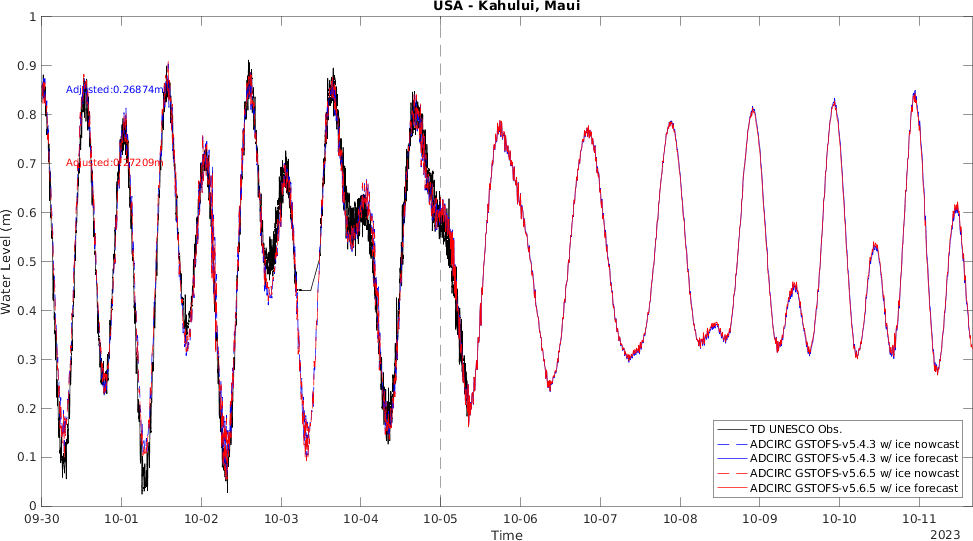 USA - Kahului, Maui
1
0.9
0.8
0.7
0.6
0.5
0.4
0.3
0.2
0.1
0
Water Level (m)
Adjusted:0.26874m
Adjusted:0.27209m
TD UNESCO Obs.
ADCIRC GSTOFS-v5.4.3 w/ ice nowcast
ADCIRC GSTOFS-v5.4.3 w/ ice forecast
ADCIRC GSTOFS-v5.6.5 w/ ice nowcast
ADCIRC GSTOFS-v5.6.5 w/ ice forecast
09-30 10-01 10-02 10-03 10-04 10-05 10-06 10-07 10-08 10-09 10-10 10-11
Time
2023